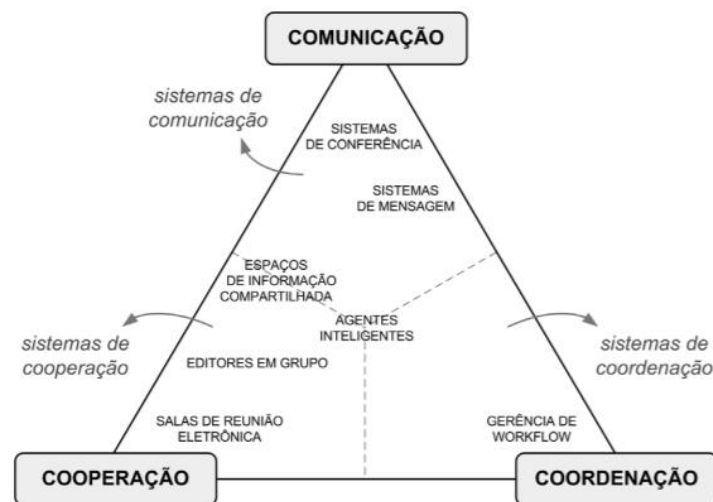 COMUNICAÇÃO
sistemas de
comunicação
SISTEMAS
DE CONFERÊNCIA
SISTEMAS
DE MENSAGEM
ESPAÇOS
DE INFORMAÇÃO
COMPARTILHADA
AGENTES
INTELIGENTES
sistemas de
cooperação
sistemas de
coordenação
EDITORES EM GRUPO
SALAS DE REUNIÃO
ELETRÔNICA
GERÊNCIA DE
WORKFLOW
COOPERAÇÃO
COORDENAÇÃO